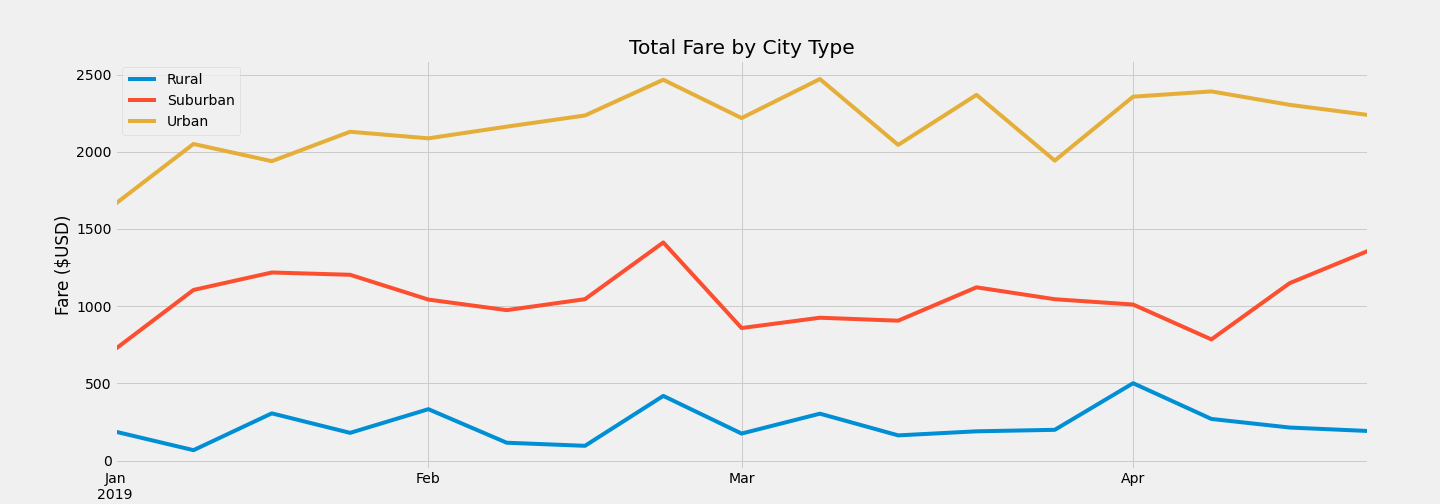 Total Fare by City Type
Rural
Suburban
Urban
Fare ($USD)
2500
2000
1500
1000
500
0
Jan Feb Mar Apr
2019